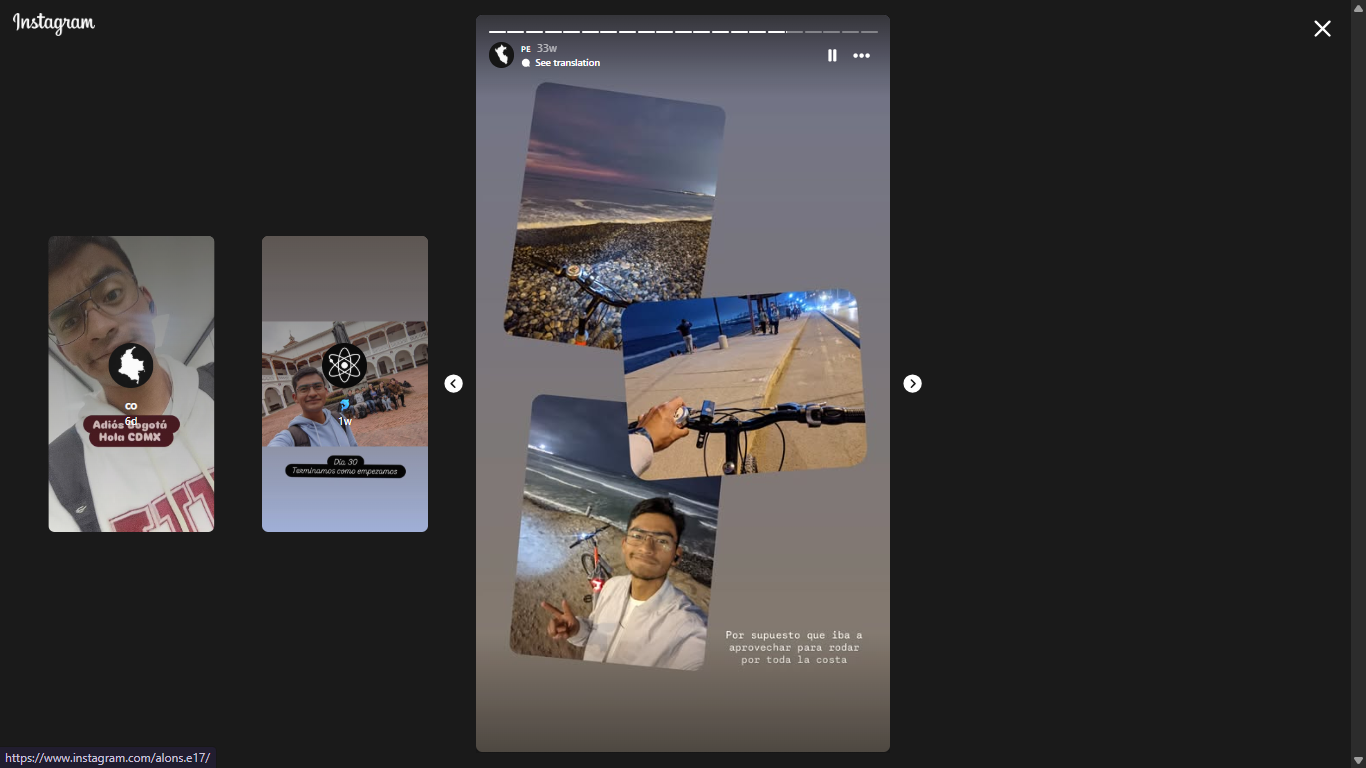 Instagram
PE 33w
See translation
co
6d
Adiós Bogotá
Hola CDMX
1w
Día 30
Terminamos como empezamos
Por supuesto que iba a
aprovechar para rodar
por toda la costa
https://www.instagram.com/alons.e17/